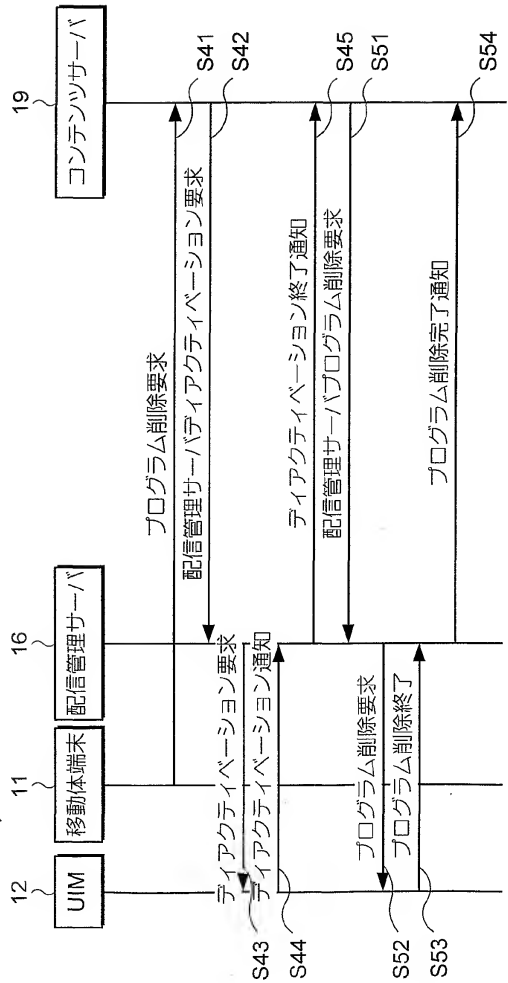 12
11
16
19
UIM
移動体端末
配信管理サーバ
コンテンツサーバ
プログラム削除要求
S41
配信管理サーバディアクティベーション要求
S42
ディアクティベーション要求
S43
ディアクティベーション通知
S44
ディアクティベーション終了通知
S45
配信管理サーバプログラム削除要求
S51
プログラム削除要求
S52
プログラム削除終了
S53
プログラム削除完了通知
S54